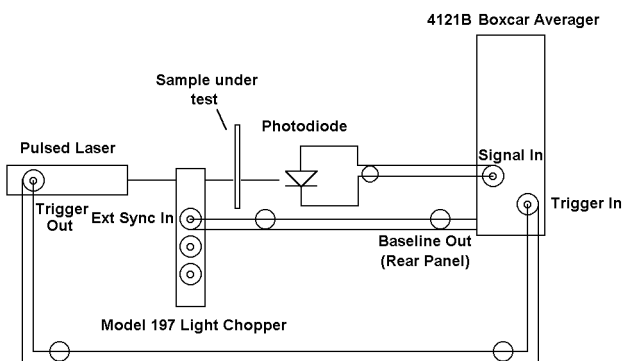 4121B Boxcar Averager
Sample under
test
Photodiode
Pulsed Laser
Signal In
Trigger
Out
Ext Sync In
Trigger In
Baseline Out
(Rear Panel)
Model 197 Light Chopper